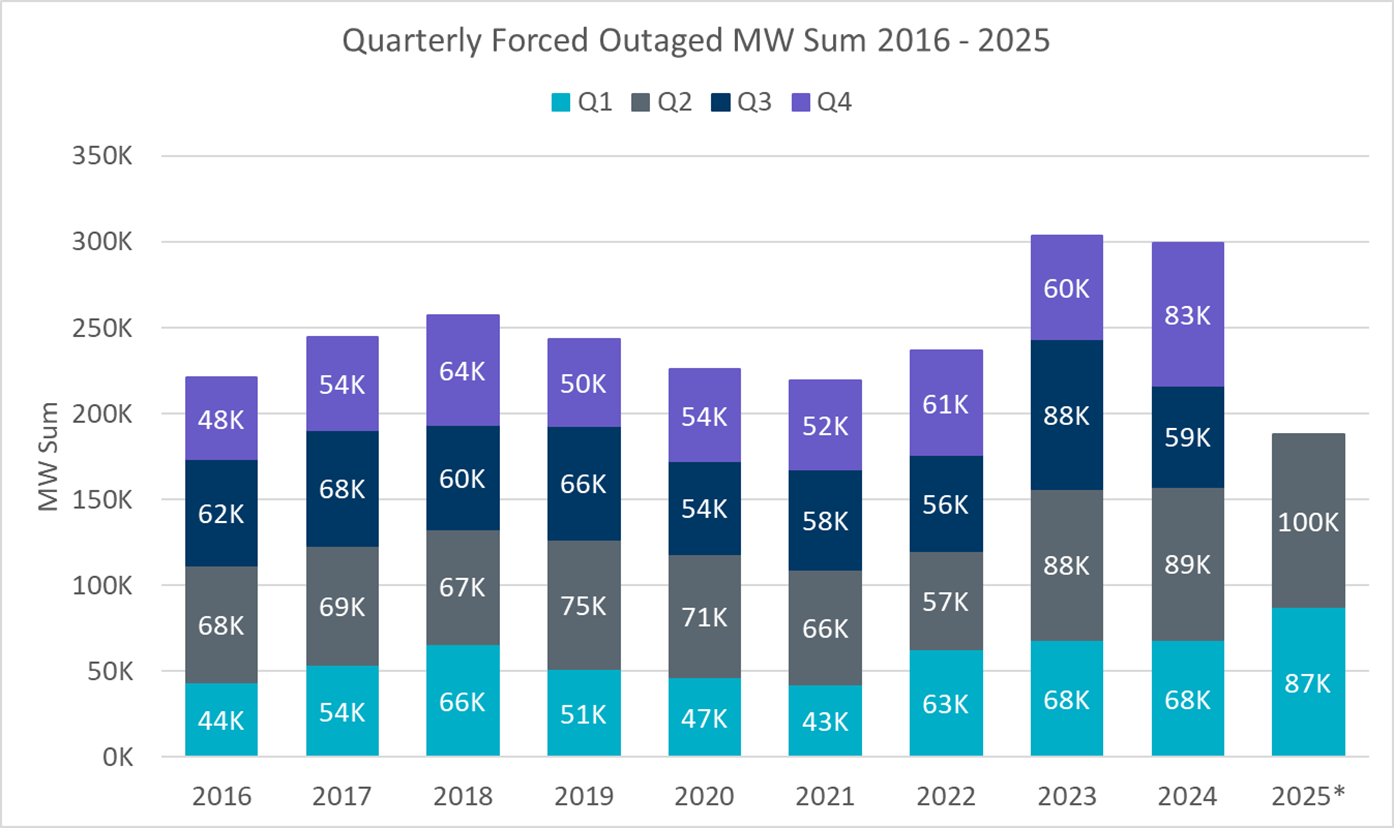 Quarterly Forced Outaged MW Sum 2016 - 2025
Q1 Q2 Q3 Q4
350K
300K
250K
200K
150K
100K
50K
0K
MW Sum
48K 54K 64K 50K 54K 52K 61K 60K 83K
62K 68K 60K 66K 54K 58K 56K 88K 59K
68K 69K 67K 75K 71K 66K 57K 88K 89K 100K
44K 54K 66K 51K 47K 43K 63K 68K 68K 87K
2016 2017 2018 2019 2020 2021 2022 2023 2024 2025*